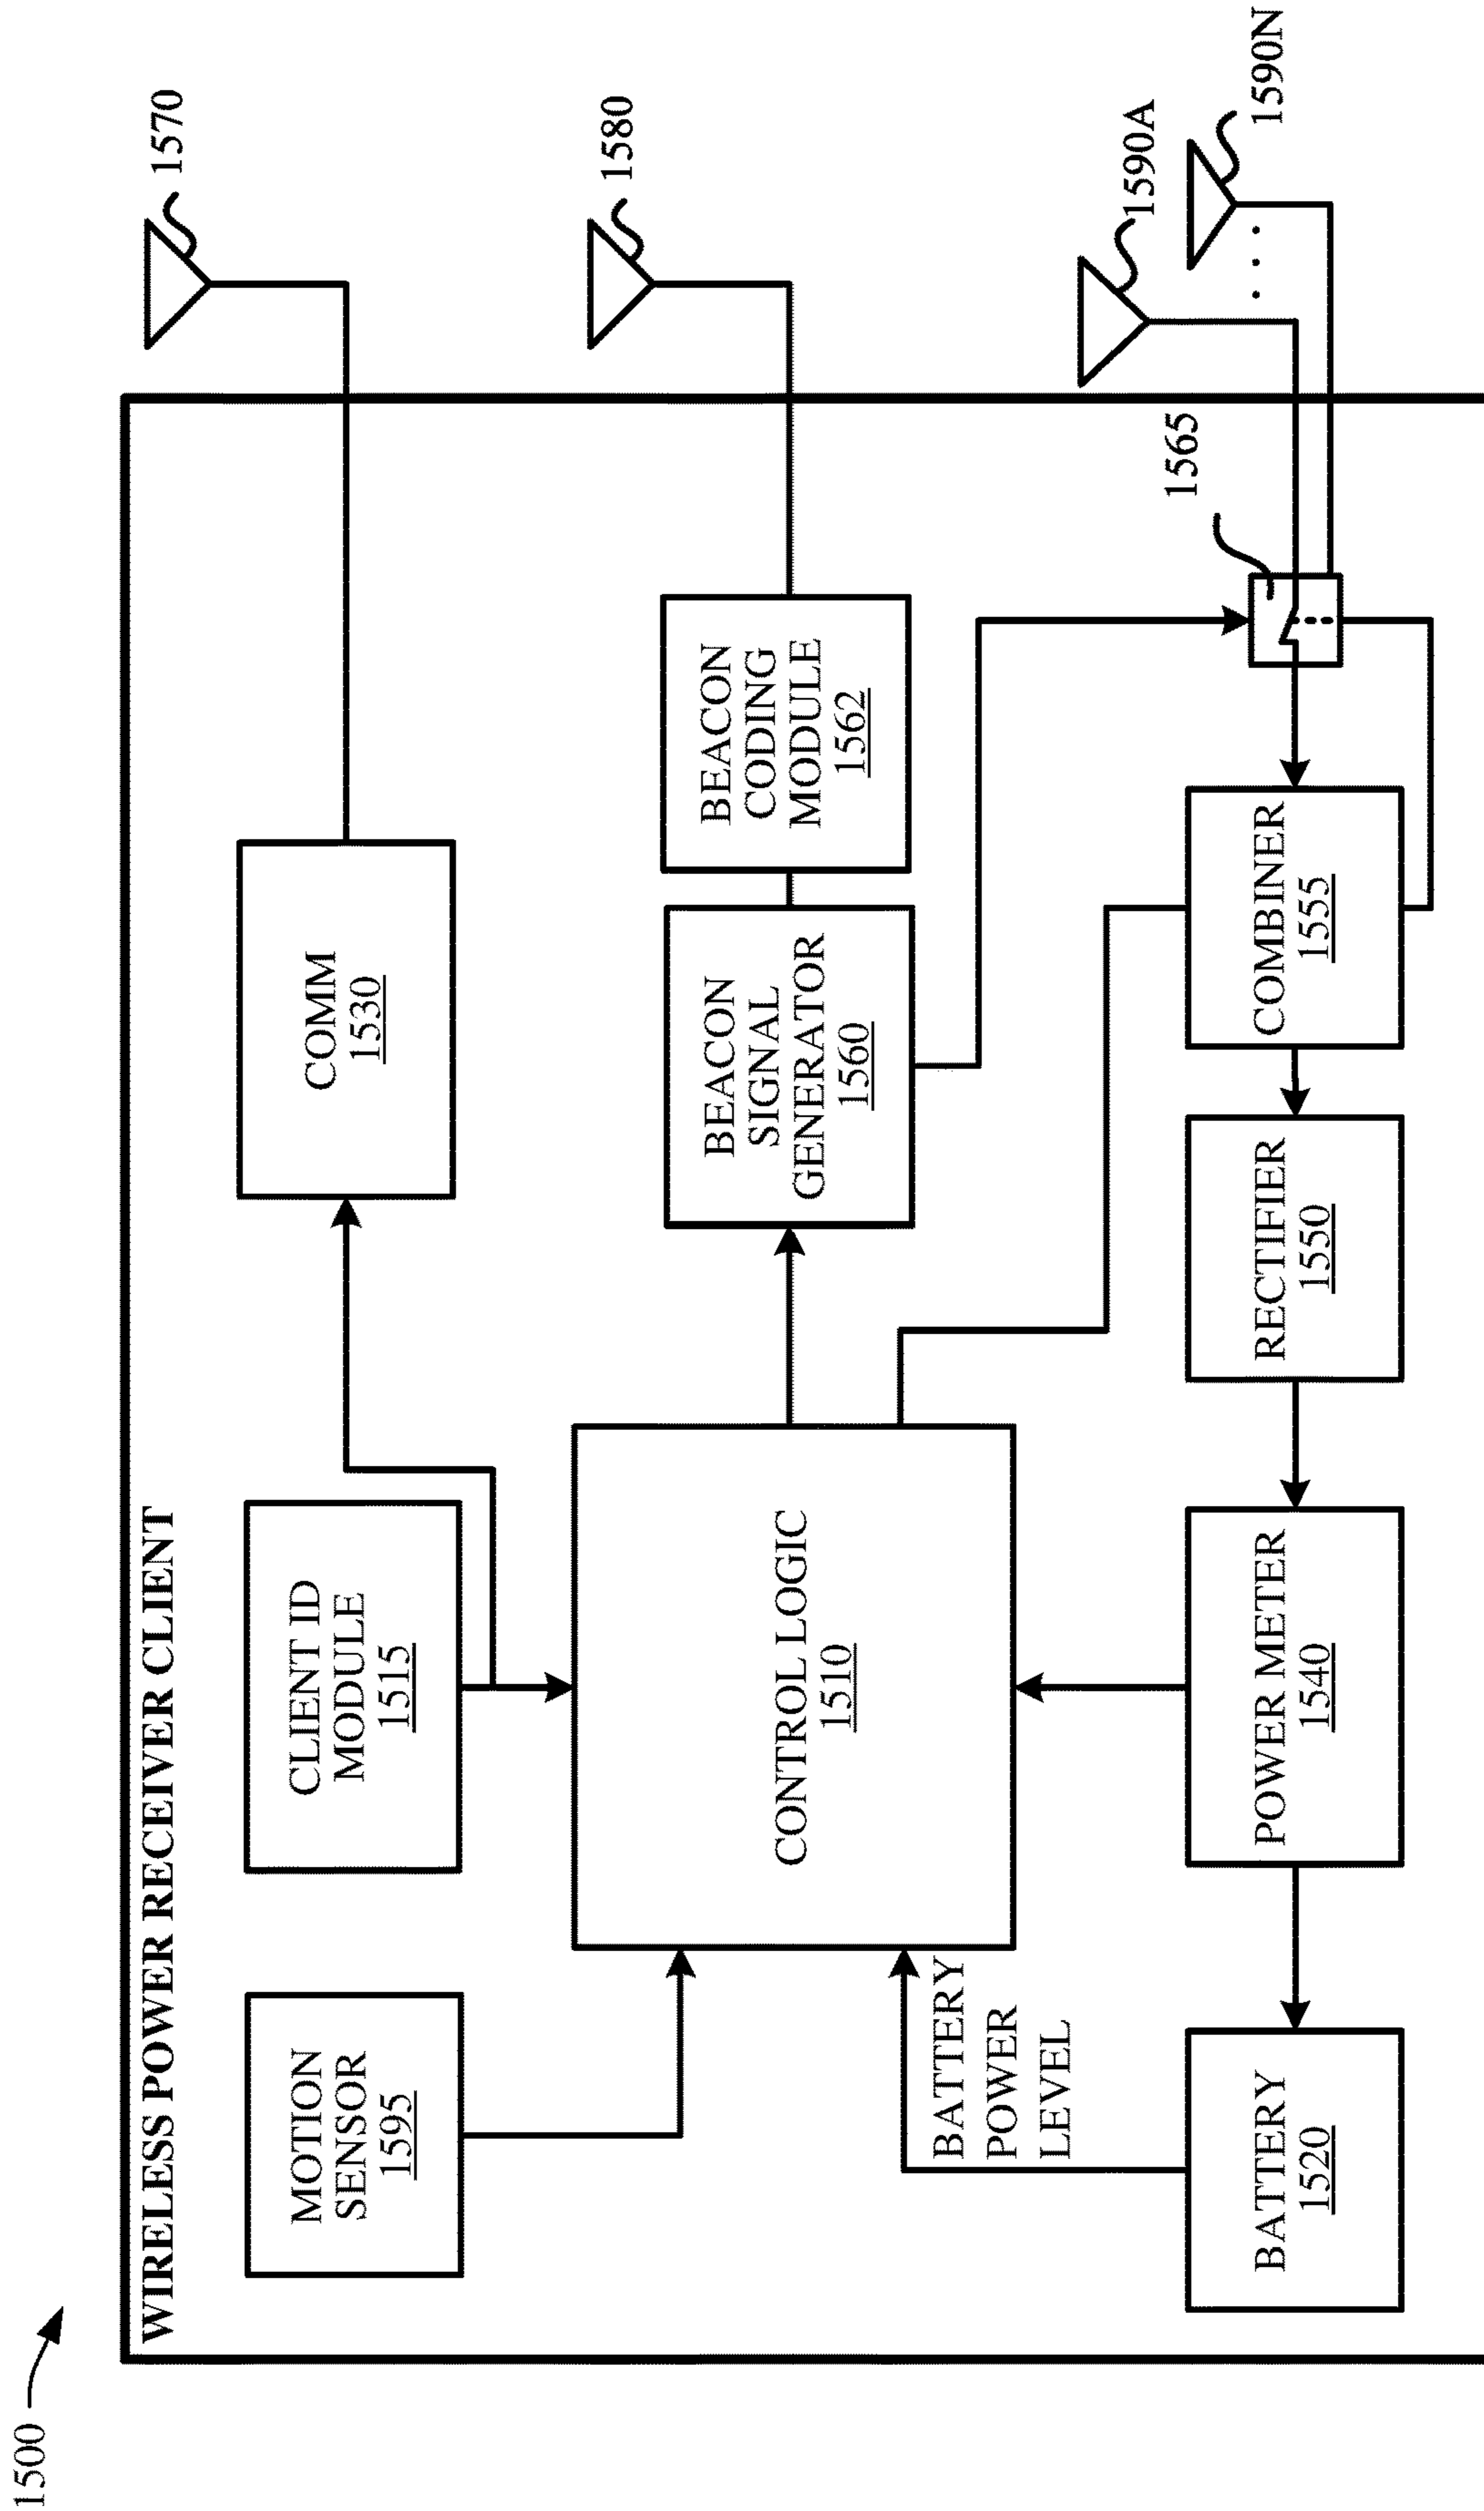 1500
WIRELESS POWER RECEIVER CLIENT
MOTION
SENSOR
1595
CLIENT ID
MODULE
1515
COMM
1530
1570
CONTROL LOGIC
1510
BEACON
SIGNAL
GENERATOR
1560
BEACON
CODING
MODULE
1562
1580
BATTERY
POWER
LEVEL
BATTERY
1520
POWER METER
1540
RECTIFIER
1550
COMBINER
1555
1565
1590A
1590N